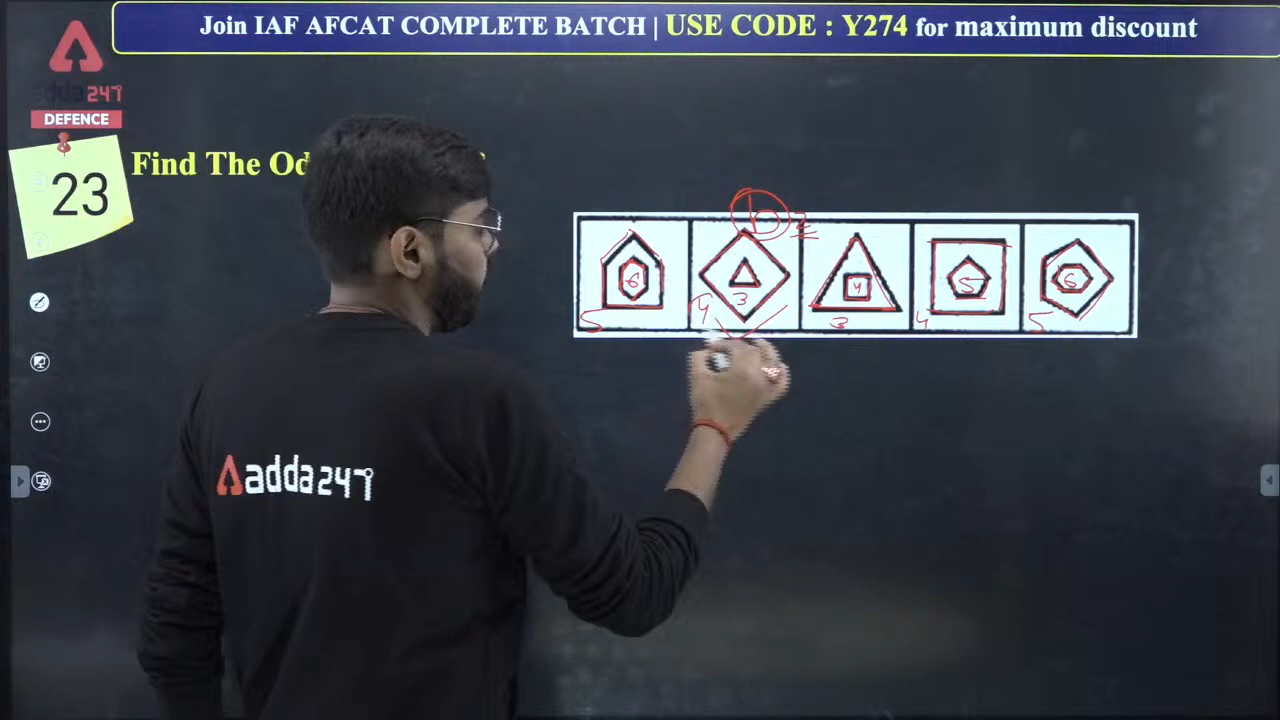 Join IAF AFCAT COMPLETE BATCH | USE CODE : Y274 for maximum discount
adda247
DEFENCE
23
Find The Od
b
6
3
4
5
6
5
4
3
4
5
adda247